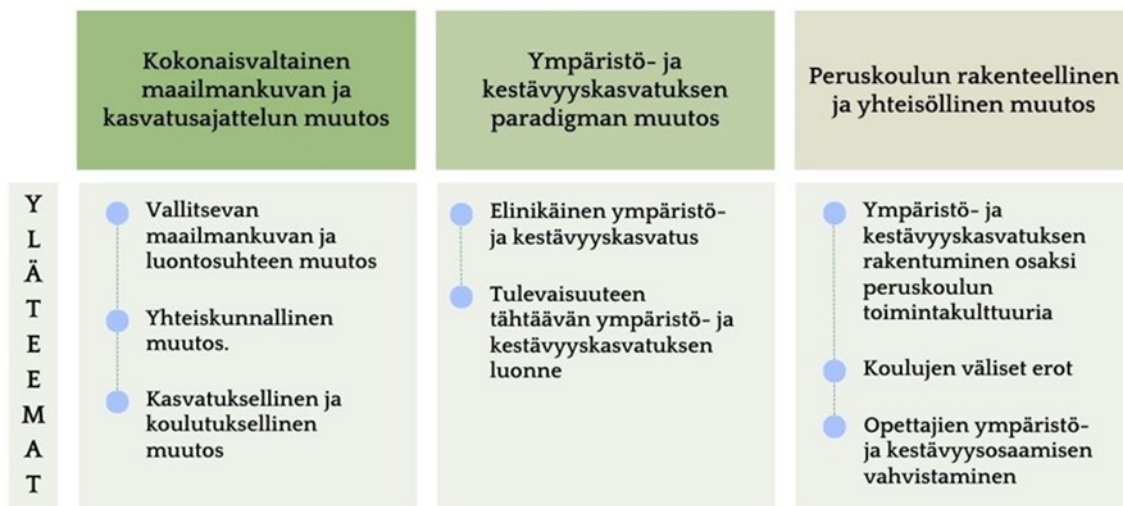 Kokonaisvaltainen
maailmankuvan ja
kasvatusajattelun muutos
Ympäristö- ja
kestävyyskasvatuksen
paradigman muutos
Peruskoulun rakenteellinen
ja yhteisöllinen muutos
YLÄTEEMAT
Vallitsevan
maailmankuvan ja
luontosuhteen muutos
Yhteiskunnallinen
muutos.
Kasvatuksellinen ja
koulutuksellinen
muutos
Elinikäinen ympäristö-
ja kestävyyskasvatus
Tulevaisuuteen
tähtäävän ympäristö- ja
kestävyyskasvatuksen
luonne
Ympäristö- ja
kestävyyskasvatuksen
rakentuminen osaksi
peruskoulun
toimintakulttuuria
Koulujen väliset erot
Opettajien ympäristö-
ja kestävyysosaamisen
vahvistaminen